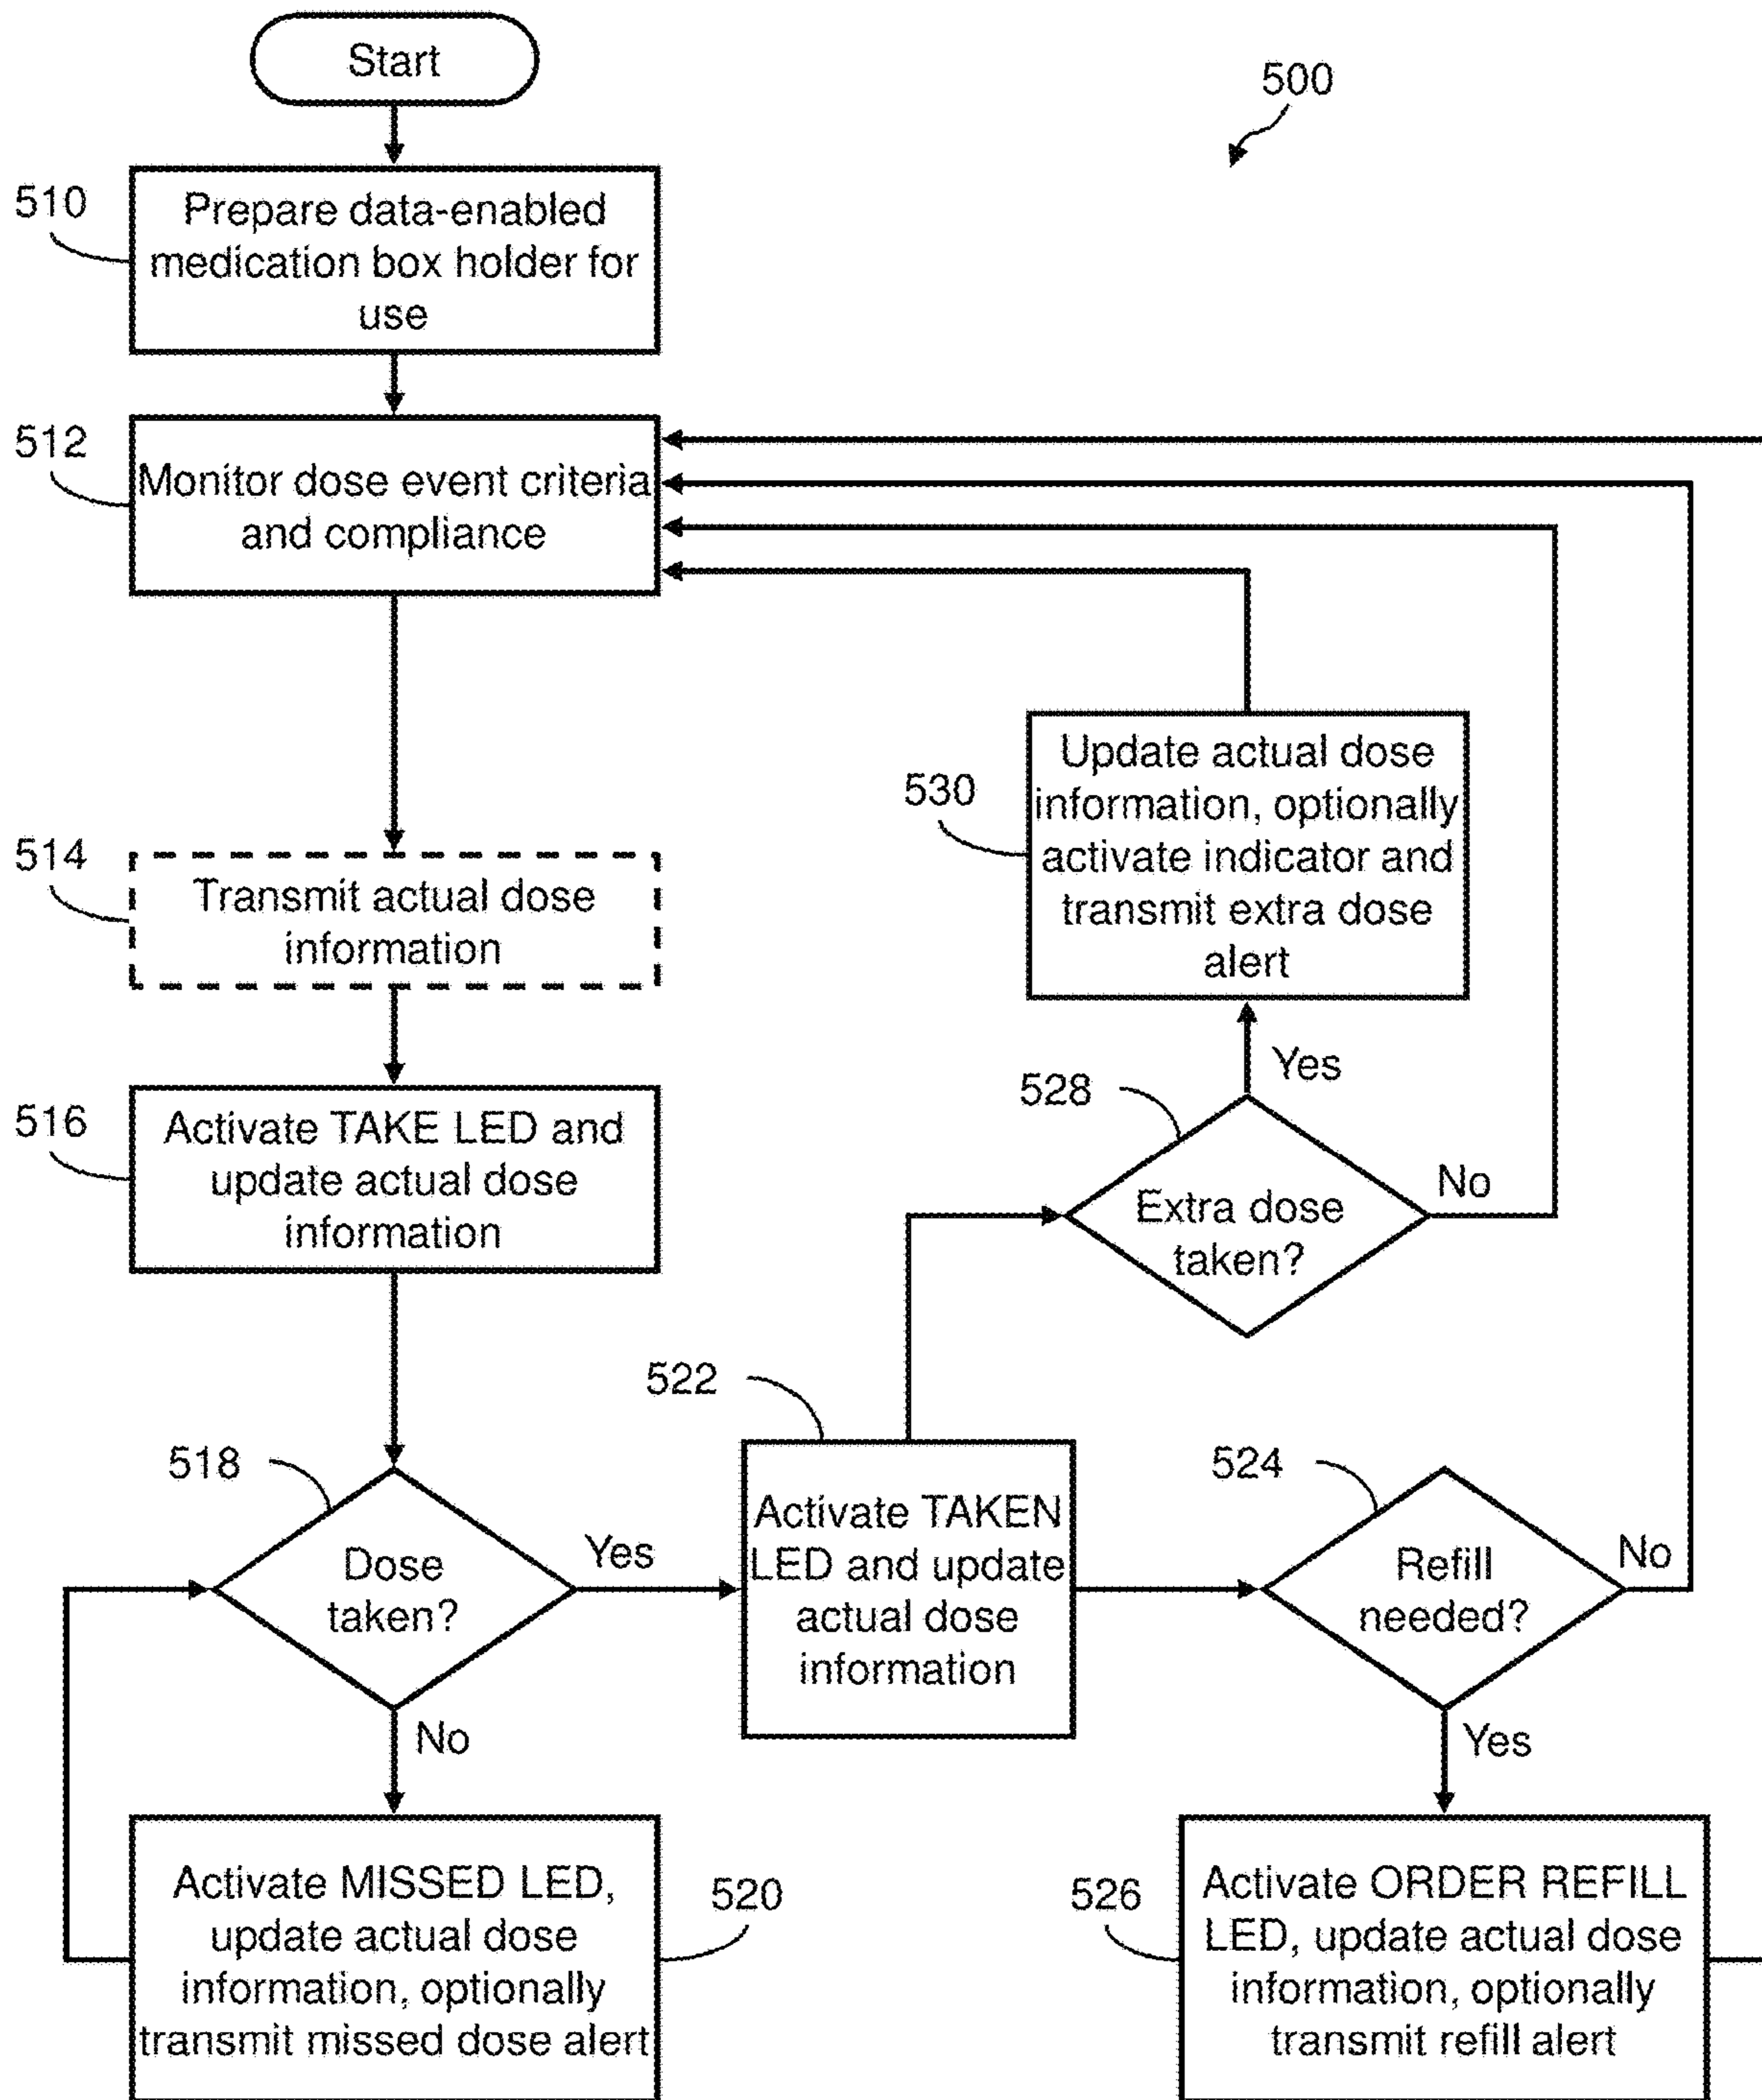 Start
500
510
Prepare data-enabled
medication box holder for
use
512
Monitor dose event criteria
and compliance
514
Transmit actual dose
information
530
Update actual dose
information, optionally
activate indicator and
transmit extra dose
alert
516
Activate TAKE LED and
update actual dose
information
528
Yes
Extra dose
taken?
No
518
Dose
taken?
Yes
No
522
Activate TAKEN
LED and update
actual dose
information
524
Refill
needed?
No
Yes
520
Activate MISSED LED,
update actual dose
information, optionally
transmit missed dose alert
526
Activate ORDER REFILL
LED, update actual dose
information, optionally
transmit refill alert